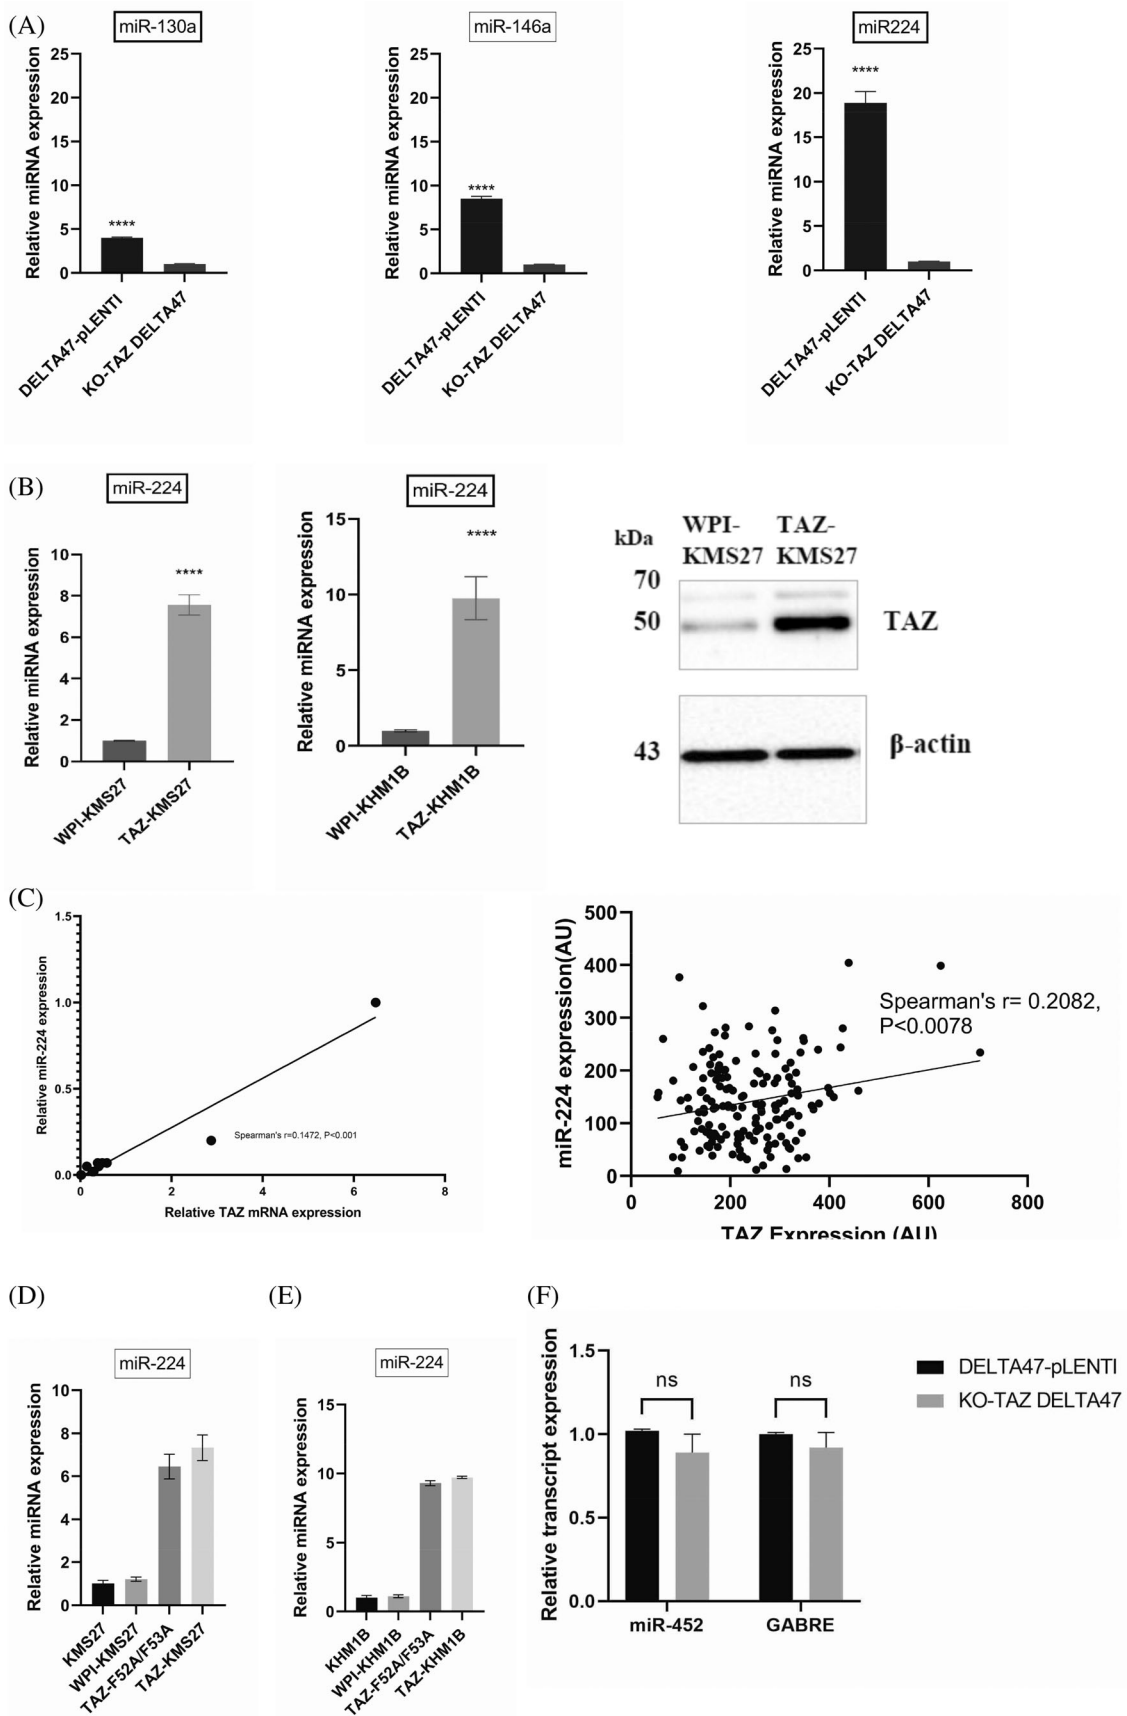 (A)
miR-130a
Relative miRNA expression
25
20
15
10
5
0
****
DELTA47-pLENTI
KO-TAZ DELTA47
miR-146a
Relative miRNA expression
25
20
15
10
5
0
****
DELTA47-pLENTI
KO-TAZ DELTA47
miR224
Relative miRNA expression
25
20
15
10
5
0
****
DELTA47-pLENTI
KO-TAZ DELTA47
(B)
miR-224
Relative miRNA expression
10
8
6
4
2
0
****
WPI-KMS27
TAZ-KMS27
miR-224
Relative miRNA expression
15
10
5
0
****
WPI-KHM1B
TAZ-KHM1B
kDa
WPI-
KMS27
TAZ-
KMS27
70
50
TAZ
43
β-actin
(C)
Relative miR-224 expression
1.5
1.0
0.5
0.0
0 2 4 6 8
Spearman's r=0.1472, P<0.001
Relative TAZ mRNA expression
miR-224 expression(AU)
500
400
300
200
100
0
0 200 400 600 800
Spearman's r= 0.2082,
P<0.0078
TAZ Expression (AU)
(D)
miR-224
Relative miRNA expression
10
8
6
4
2
0
KMS27
WPI-KMS27
TAZ-F52A/F53A
TAZ-KMS27
(E)
miR-224
Relative miRNA expression
15
10
5
0
KHM1B
WPI-KHM1B
TAZ-F52A/F53A
TAZ-KHM1B
(F)
Relative transcript expression
1.5
1.0
0.5
0.0
ns
ns
miR-452
GABRE
DELTA47-pLENTI
KO-TAZ DELTA47